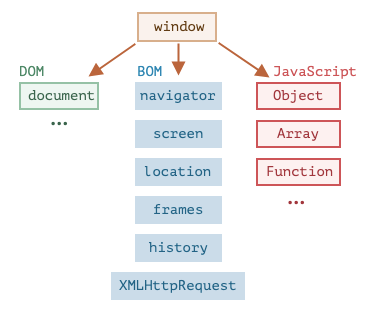 window
DOM
document
...
BOM
navigator
screen
location
frames
history
XMLHttpRequest
JavaScript
Object
Array
Function
...